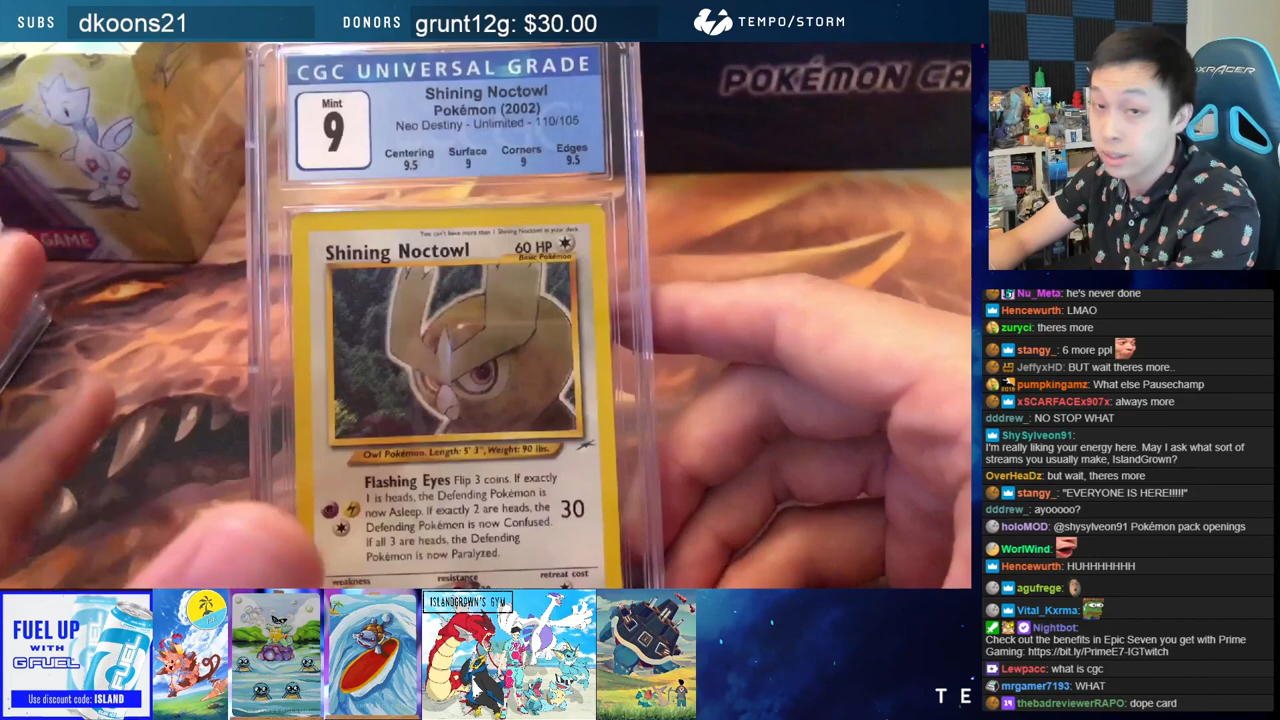 SUBS dkoons21 DONORS grunt12g: $30.00 TEMPO/STORM
CGC UNIVERSAL GRADE
Mint
9
Shining Noctowl
Pokémon (2002)
Neo Destiny - Unlimited - 110/105
Centering Surface Corners Edges
9.5 9 9 9.5
POKÉMON CA
GAME
You can't have more than 1 Shining Noctowl in your deck
Shining Noctowl 60 HP
Basic Pokémon
Owl Pokémon. Length: 5' 3", Weight: 90 lbs.
Flashing Eyes Flip 3 coins. If exactly
1 is heads, the Defending Pokémon is
now Asleep. If exactly 2 are heads, the
Defending Pokémon is now Confused.
If all 3 are heads, the Defending
Pokémon is now Paralyzed.
30
weakness resistance retreat cost
Nu_Meta: he's never done
Hencewurth: LMAO
zuryci: theres more
stangy_: 6 more ppl
JeffyxHD: BUT wait theres more..
pumpkingamz: What else Pausechamp
xSCARFACEx907x: always more
dddrew_: NO STOP WHAT
ShySylveon91:
I'm really liking your energy here. May I ask what sort of
streams you usually make, IslandGrown?
OverHeaDz: but wait, theres more
stangy_: "EVERYONE IS HERE!!!!!"
dddrew_: ayooooo?
holoMOD: @shysylveon91 Pokémon pack openings
WorlWind:
Hencewurth: HUHHHHHHH
agufrege:
Vital_Kxrma:
Nightbot:
Check out the benefits in Epic Seven you get with Prime
Gaming: https://bit.ly/PrimeE7-IGTwitch
Lewpacc: what is cgc
mrgamer7193: WHAT
thebadreviewerRAPO: dope card
FUEL UP
WITH
G FUEL
Use discount code: ISLAND
ISLANDGROWN'S GYM
T E